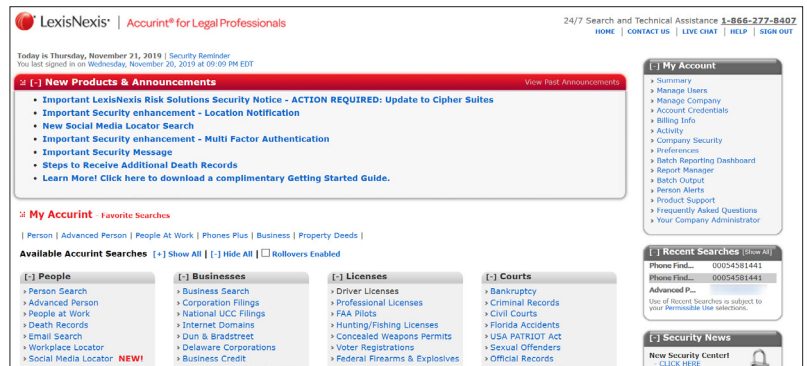 LexisNexis® | Accurint® for Legal Professionals
24/7 Search and Technical Assistance 1-866-277-8407
HOME | CONTACT US | LIVE CHAT | HELP | SIGN OUT
Today is Thursday, November 21, 2019 | Security Reminder
You last signed in on Wednesday, November 20, 2019 at 09:09 PM EDT
[-] New Products & Announcements
View Past Announcements
• Important LexisNexis Risk Solutions Security Notice - ACTION REQUIRED: Update to Cipher Suites
• Important Security enhancement - Location Notification
• New Social Media Locator Search
• Important Security enhancement - Multi Factor Authentication
• Important Security Message
• Steps to Receive Additional Death Records
• Learn More! Click here to download a complimentary Getting Started Guide.
My Accurint - Favorite Searches
| Person | Advanced Person | People At Work | Phones Plus | Business | Property Deeds |
Available Accurint Searches [+] Show All | [-] Hide All | Rollovers Enabled
[-] People
» Person Search
» Advanced Person
» People at Work
» Death Records
» Email Search
» Workplace Locator
» Social Media Locator NEW!
[-] Businesses
» Business Search
» Corporation Filings
» National UCC Filings
» Internet Domains
» Dun & Bradstreet
» Delaware Corporations
» Business Credit
[-] Licenses
» Driver Licenses
» Professional Licenses
» FAA Pilots
» Hunting/Fishing Licenses
» Concealed Weapons Permits
» Voter Registrations
» Federal Firearms & Explosives
[-] Courts
» Bankruptcy
» Criminal Records
» Civil Courts
» Florida Accidents
» USA PATRIOT Act
» Sexual Offenders
» Official Records
[-] My Account
» Summary
» Manage Users
» Manage Company
» Account Credentials
» Billing Info
» Activity
» Company Security
» Preferences
» Batch Reporting Dashboard
» Report Manager
» Batch Output
» Person Alerts
» Product Support
» Frequently Asked Questions
» Your Company Administrator
[-] Recent Searches [Show All]
Phone Find... 00054581441
Phone Find... 00054581441
Advanced P...
Use of Recent Searches is subject to
your Permissible Use selections.
[-] Security News
New Security Center!
- CLICK HERE